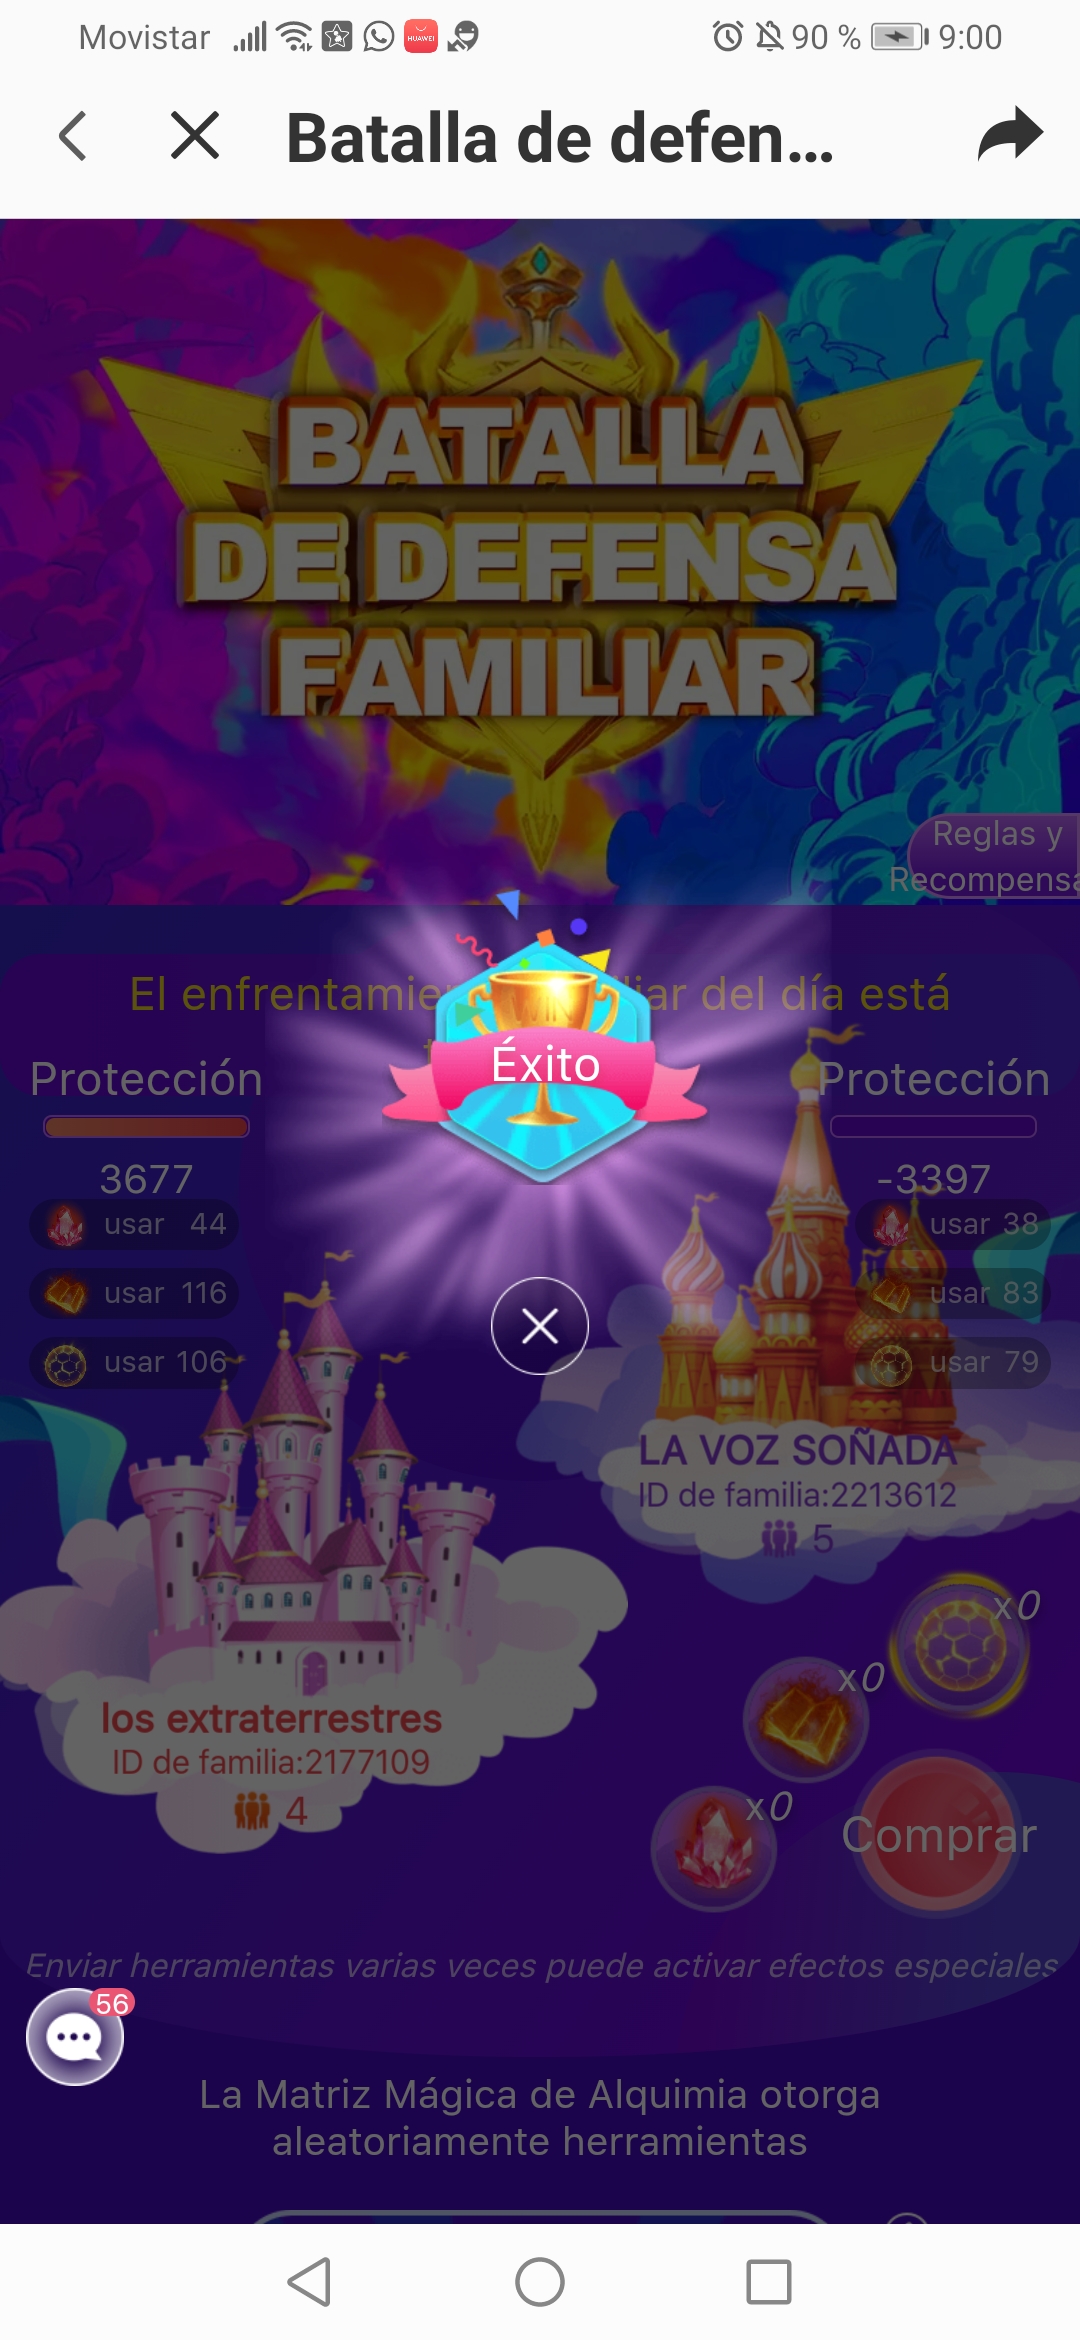 Movistar
HUAWEI
90 % 9:00
Batalla de defen...
BATALLA
DE DEFENSA
FAMILIAR
Reglas y
Recompensa
El enfrentamie iliar del día está
Éxito
Protección
3677
usar 44
usar 116
usar 106
Protección
-3397
usar 38
usar 83
usar 79
LA VOZ SOÑADA
ID de familia:2213612
5
los extraterrestres
ID de familia:2177109
4
x0
x0
x0
Comprar
Enviar herramientas varias veces puede activar efectos especiales
56
La Matriz Mágica de Alquimia otorga
aleatoriamente herramientas